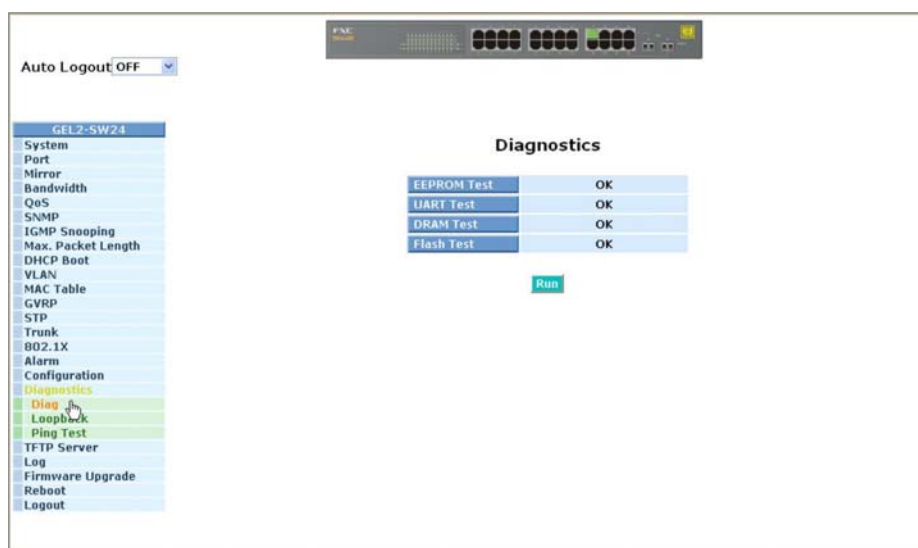 Auto Logout OFF
GEL2-SW24
System
Port
Mirror
Bandwidth
QoS
SNMP
IGMP Snooping
Max. Packet Length
DHCP Boot
VLAN
MAC Table
GVRP
STP
Trunk
802.1X
Alarm
Configuration
Diagnostics
Diag
Loopback
Ping Test
TFTP Server
Log
Firmware Upgrade
Reboot
Logout
Diagnostics
EEPROM Test OK
UART Test OK
DRAM Test OK
Flash Test OK
Run